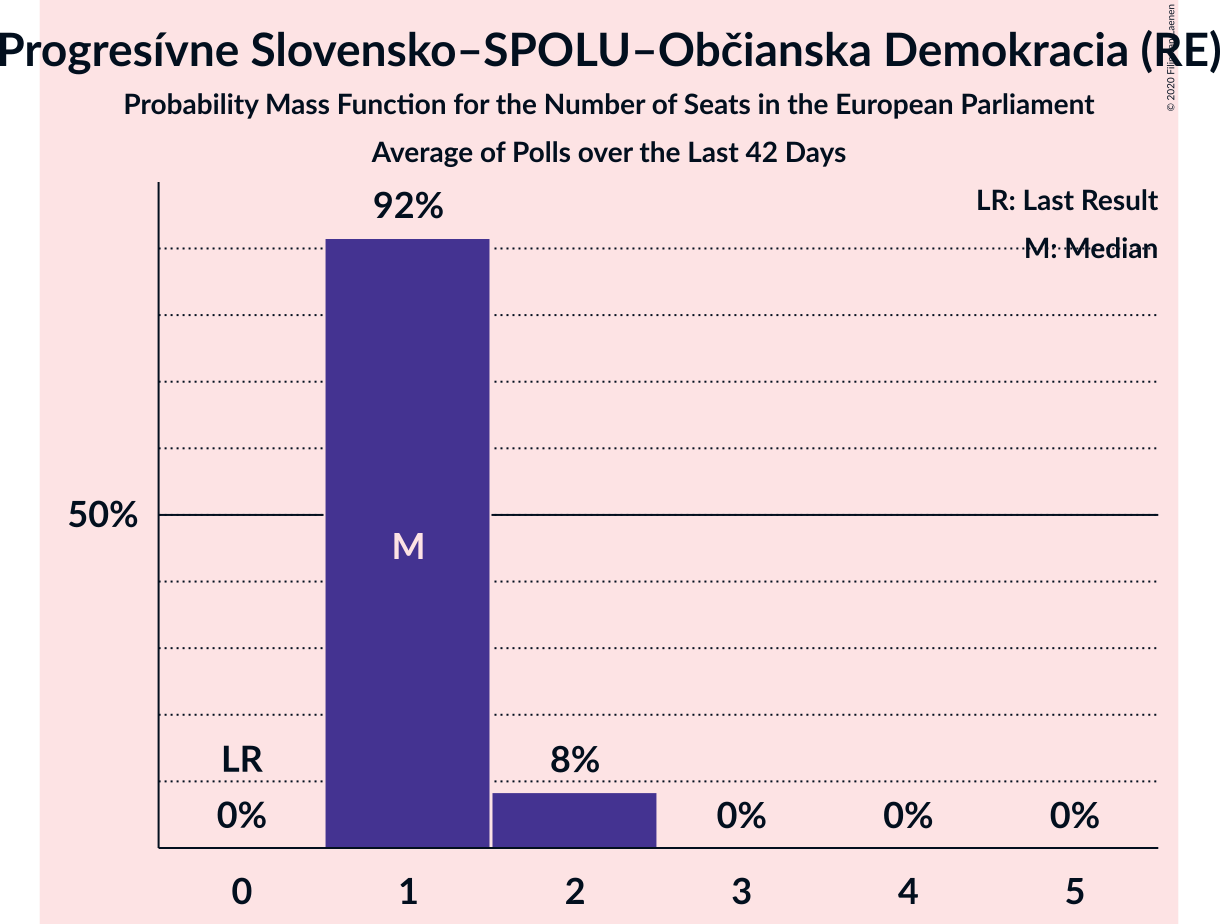 Progresívne Slovensko–SPOLU–Občianska Demokracia (RE)
Probability Mass Function for the Number of Seats in the European Parliament
Average of Polls over the Last 42 Days
© 2020 Filip Laenen
LR: Last Result
M: Median
92%
50%
M
LR
8%
0%
0%
0%
0%
0
1
2
3
4
5